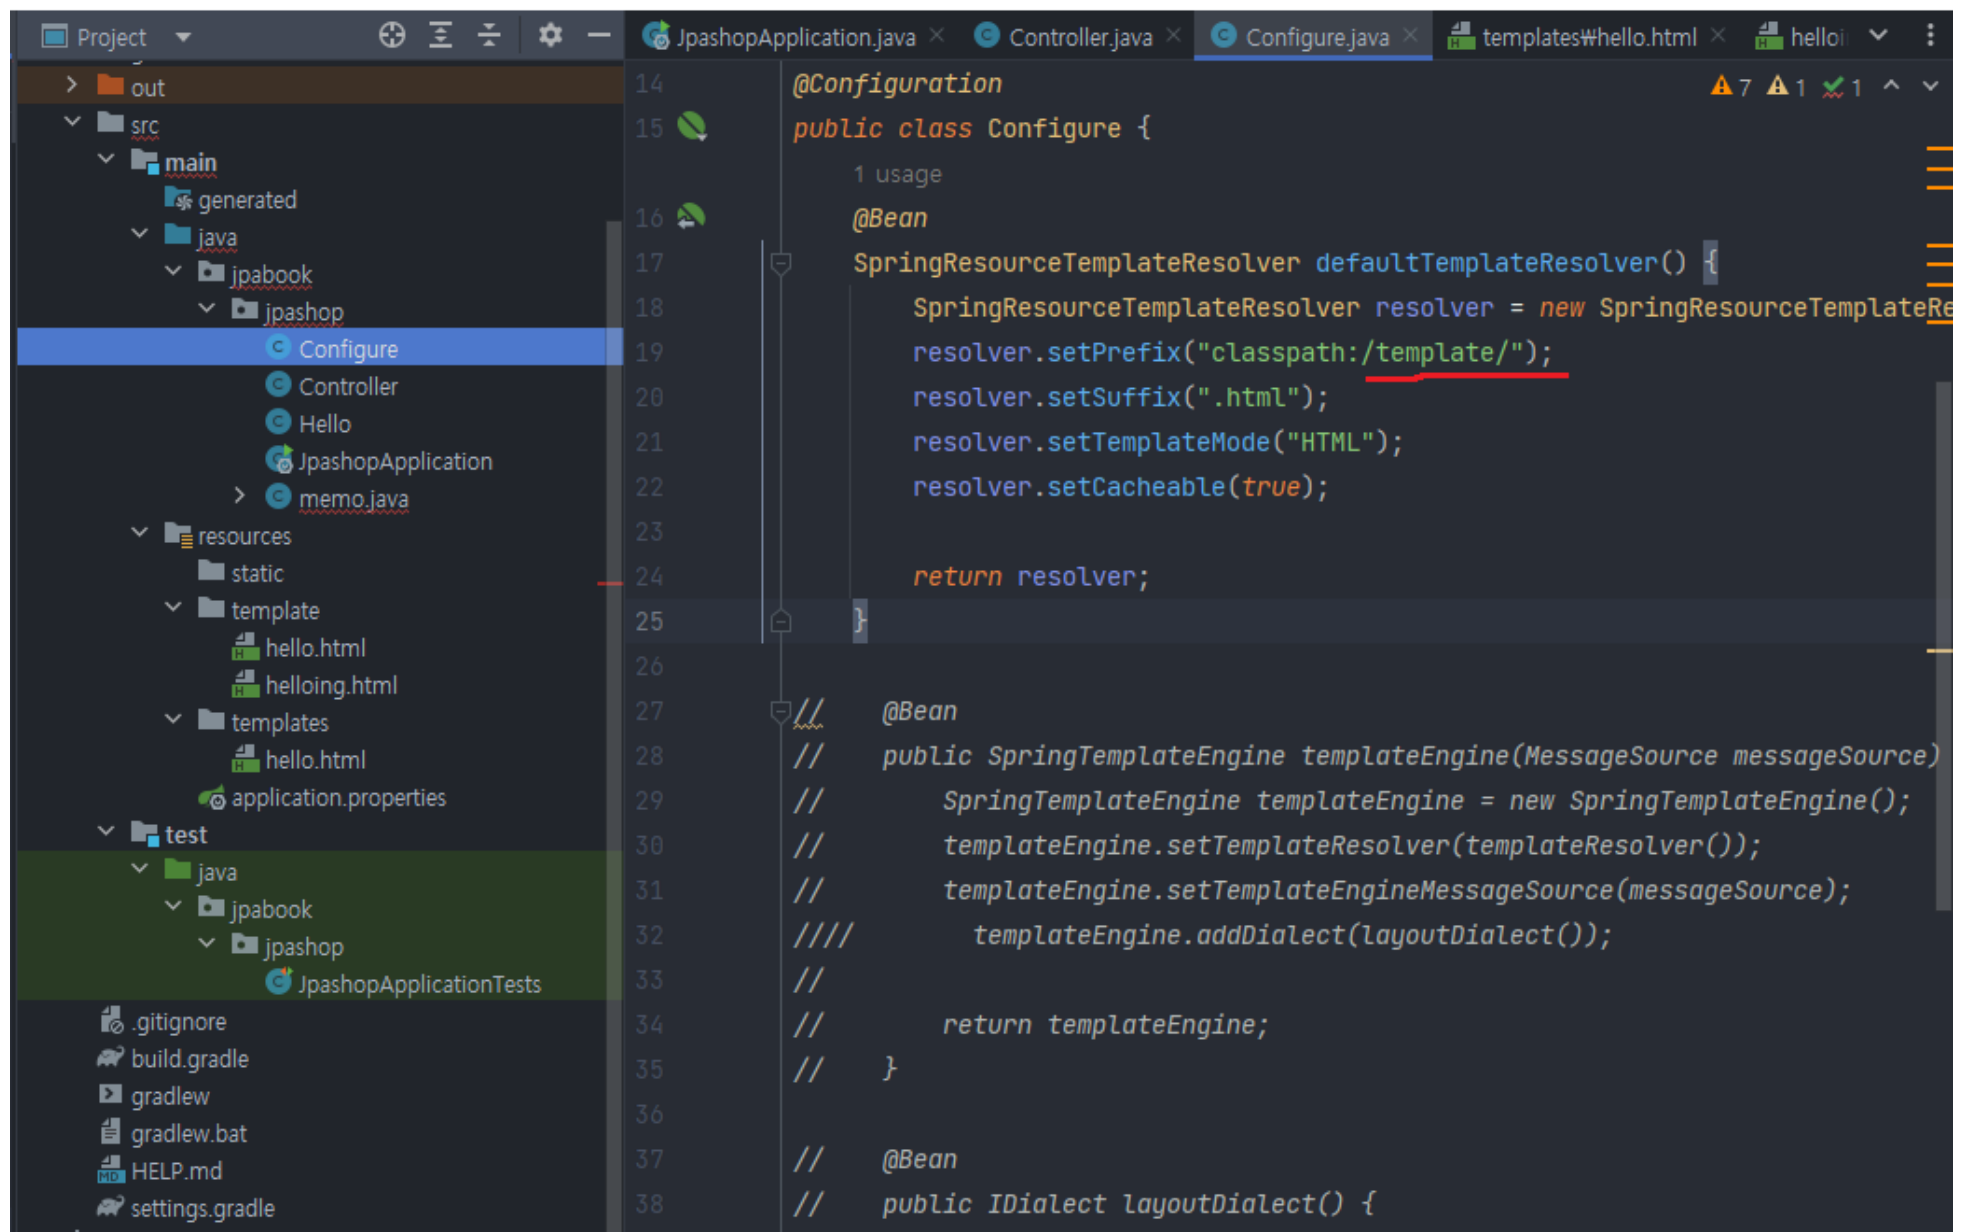 Project
JpashopApplication.java
Controller.java
Configure.java
templates₩hello.html
helloi
out
src
main
generated
java
jpabook
jpashop
Configure
Controller
Hello
JpashopApplication
memo.java
resources
static
template
hello.html
helloing.html
templates
hello.html
application.properties
test
java
jpabook
jpashop
JpashopApplicationTests
.gitignore
build.gradle
gradlew
gradlew.bat
MD HELP.md
settings.gradle
7 1 1
14 @Configuration
15 public class Configure {
1 usage
16 @Bean
17 SpringResourceTemplateResolver defaultTemplateResolver() {
18 SpringResourceTemplateResolver resolver = new SpringResourceTemplateRe
19 resolver.setPrefix("classpath:/template/");
20 resolver.setSuffix(".html");
21 resolver.setTemplateMode("HTML");
22 resolver.setCacheable(true);
23
24 return resolver;
25 }
26
27 // @Bean
28 // public SpringTemplateEngine templateEngine(MessageSource messageSource)
29 // SpringTemplateEngine templateEngine = new SpringTemplateEngine();
30 // templateEngine.setTemplateResolver(templateResolver());
31 // templateEngine.setTemplateEngineMessageSource(messageSource);
32 //// templateEngine.addDialect(layoutDialect());
33 //
34 // return templateEngine;
35 // }
36
37 // @Bean
38 // public IDialect layoutDialect() {